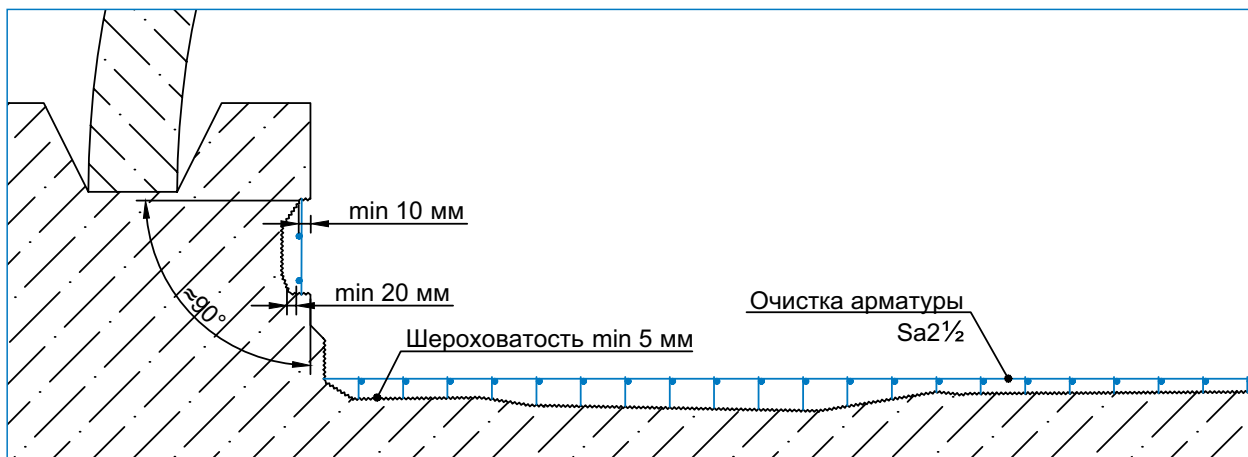 min 10 мм
≈90°
min 20 мм
Шероховатость min 5 мм
Очистка арматуры
Sa2½